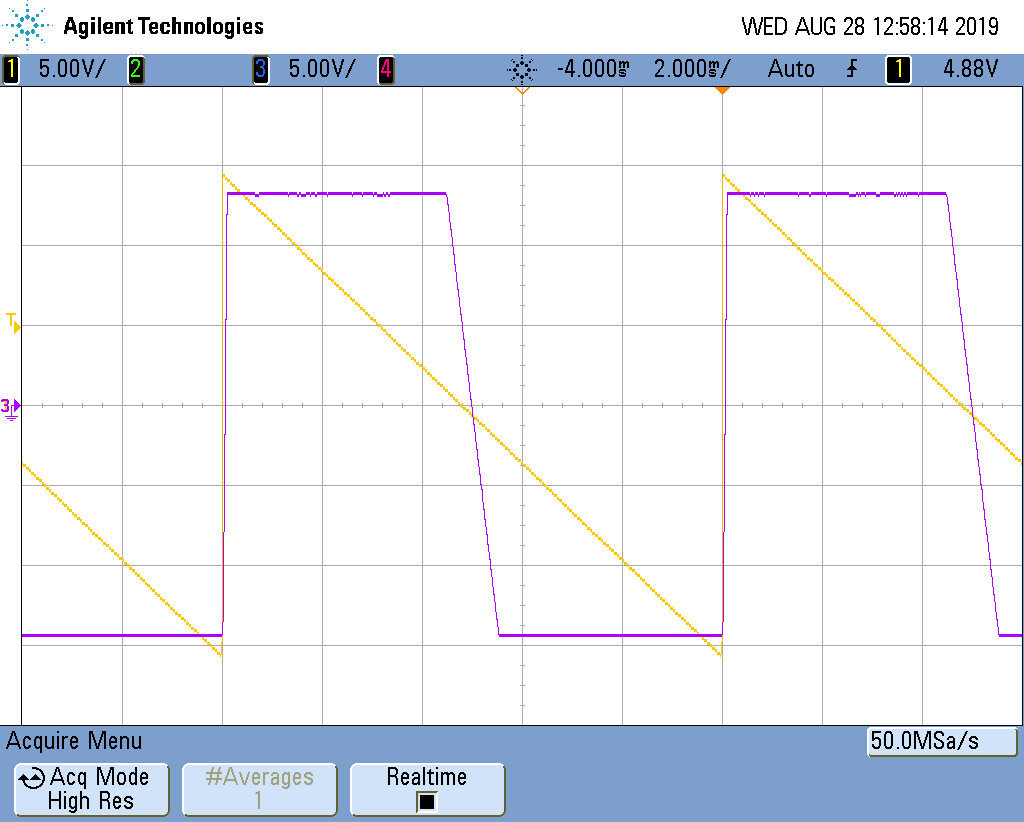 Agilent Technologies WED AUG 28 12:58:14 2019
1 5.00V/ 2 3 5.00V/ 4 -4.000ms 2.000ms/ Auto 1 4.88V
T
3
Acquire Menu 50.0MSa/s
Acq Mode #Averages Realtime
High Res 1